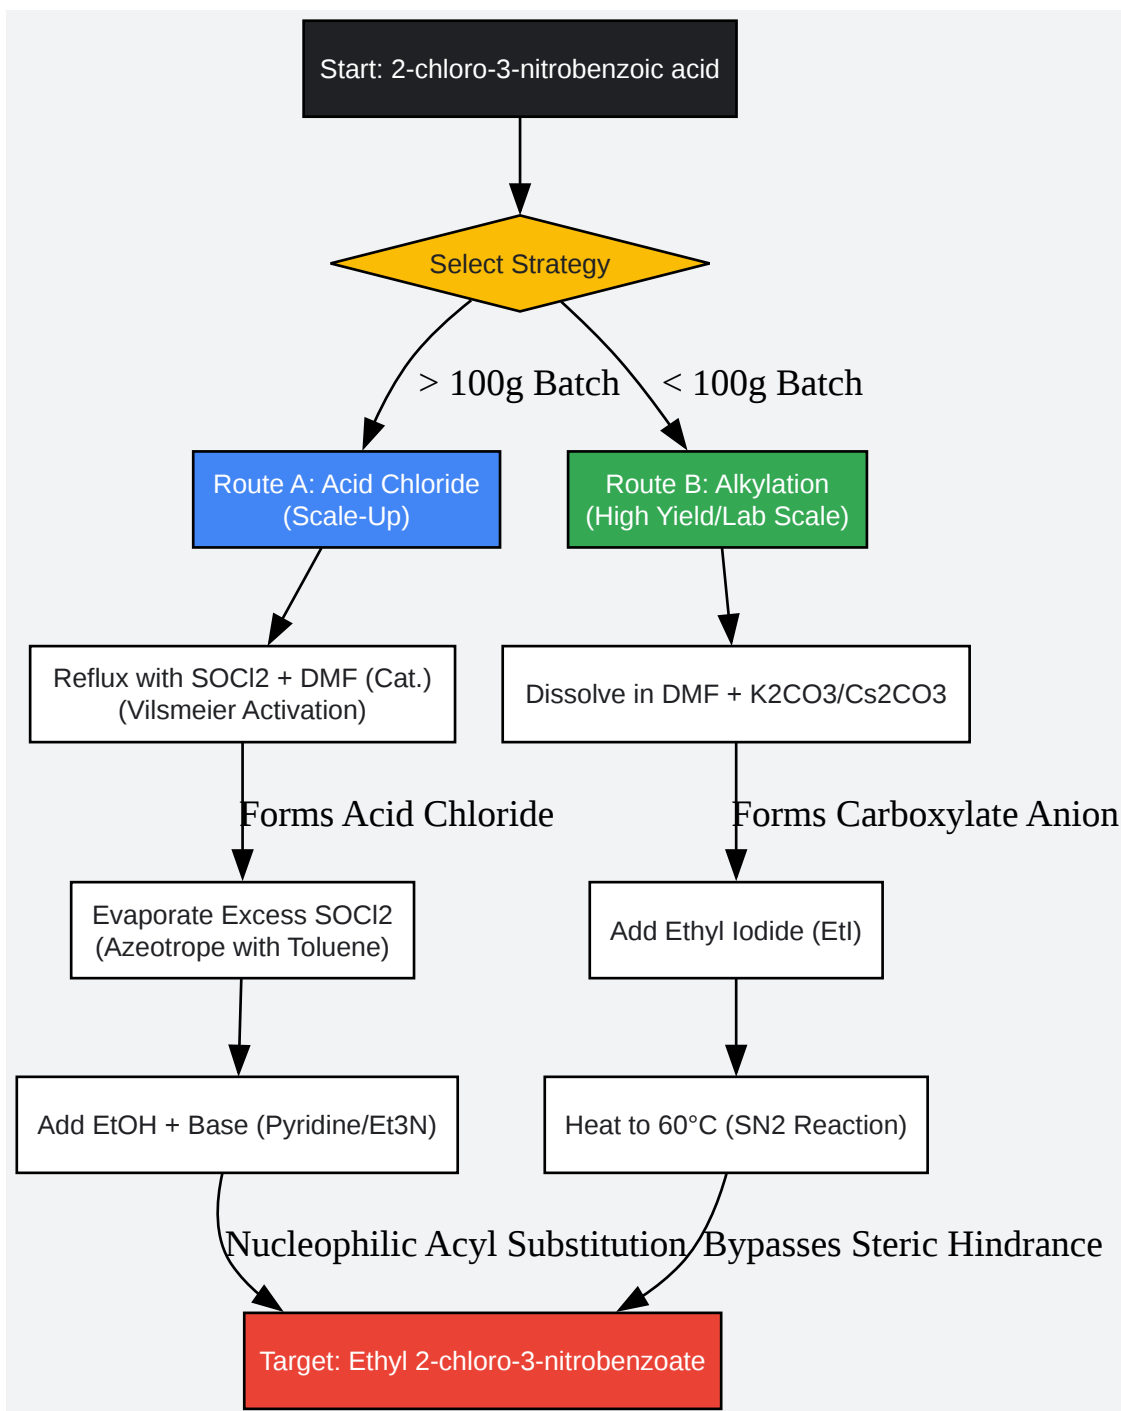 Start: 2-chloro-3-nitrobenzoic acid
Select Strategy
> 100g Batch
< 100g Batch
Route A: Acid Chloride
(Scale-Up)
Route B: Alkylation
(High Yield/Lab Scale)
Reflux with SOCl2 + DMF (Cat.)
(Vilsmeier Activation)
Dissolve in DMF + K2CO3/Cs2CO3
Forms Acid Chloride
Forms Carboxylate Anion
Evaporate Excess SOCl2
(Azeotrope with Toluene)
Add Ethyl Iodide (EtI)
Add EtOH + Base (Pyridine/Et3N)
Heat to 60°C (SN2 Reaction)
Nucleophilic Acyl Substitution
Bypasses Steric Hindrance
Target: Ethyl 2-chloro-3-nitrobenzoate